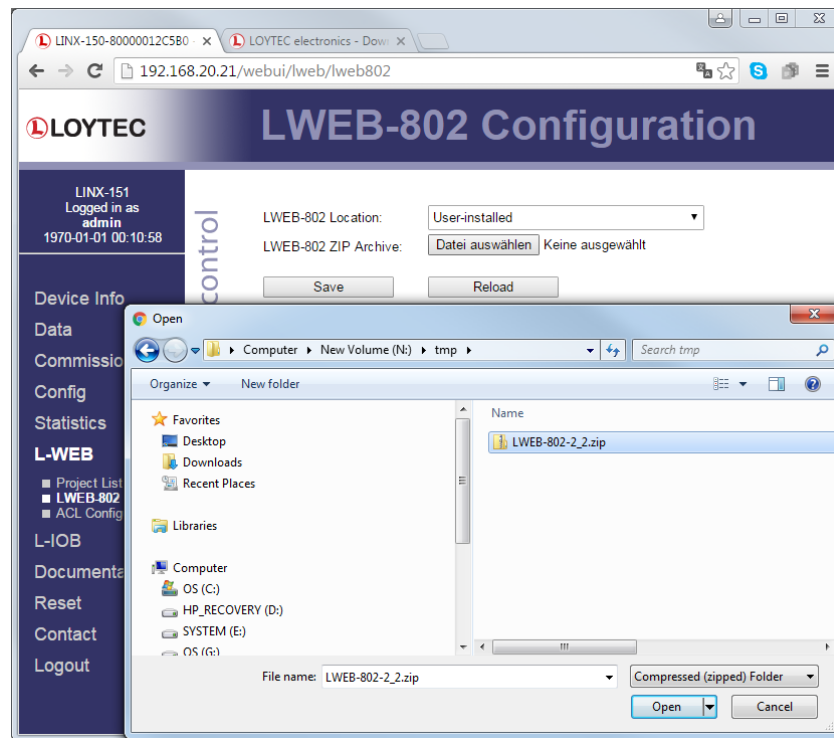 LINX-150-80000012C5B0
LOYTEC electronics - Dow
192.168.20.21/webui/lweb/lweb802
LOYTEC
LWEB-802 Configuration
LINX-151
Logged in as
admin
1970-01-01 00:10:58
control
LWEB-802 Location: User-installed
LWEB-802 ZIP Archive: Datei auswählen Keine ausgewählt
Save Reload
Device Info
Data
Commissio
Config
Statistics
L-WEB
Project List
LWEB-802
ACL Config
L-IOB
Documenta
Reset
Contact
Logout
Open
Computer New Volume (N:) tmp
Search tmp
Organize New folder
Favorites
Desktop
Downloads
Recent Places
Libraries
Computer
OS (C:)
HP_RECOVERY (D:)
SYSTEM (E:)
OS (G:)
Name
LWEB-802-2_2.zip
File name: LWEB-802-2_2.zip
Compressed (zipped) Folder
Open Cancel